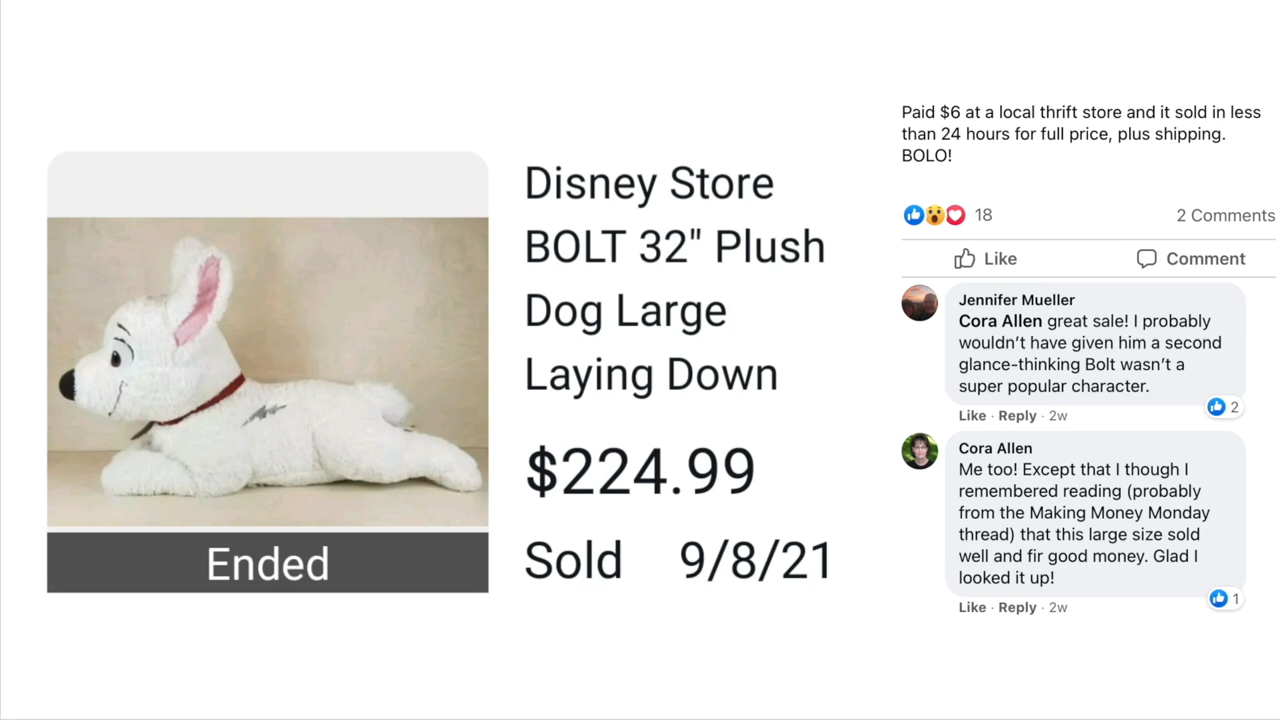 Disney Store
BOLT 32" Plush
Dog Large
Laying Down
$224.99
Sold 9/8/21
Ended
Paid $6 at a local thrift store and it sold in less
than 24 hours for full price, plus shipping.
BOLO!
18
2 Comments
Like
Comment
Jennifer Mueller
Cora Allen great sale! I probably
wouldn't have given him a second
glance-thinking Bolt wasn't a
super popular character.
Like · Reply · 2w
2
Cora Allen
Me too! Except that I though I
remembered reading (probably
from the Making Money Monday
thread) that this large size sold
well and fir good money. Glad I
looked it up!
Like · Reply · 2w
1